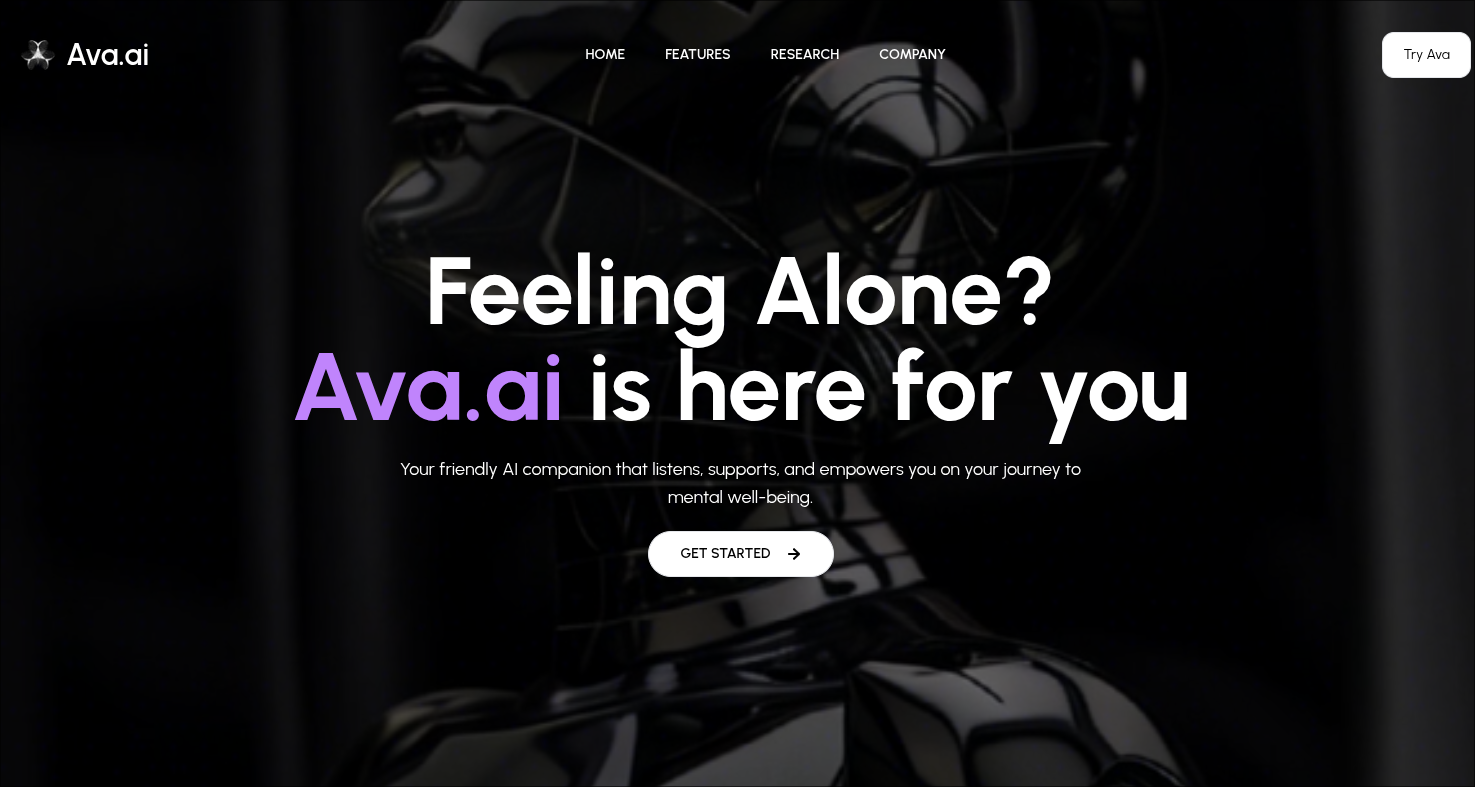 Ava.ai
HOME
FEATURES
RESEARCH
COMPANY
Try Ava
Feeling Alone?
Ava.ai is here for you
Your friendly AI companion that listens, supports, and empowers you on your journey to
mental well-being.
GET STARTED